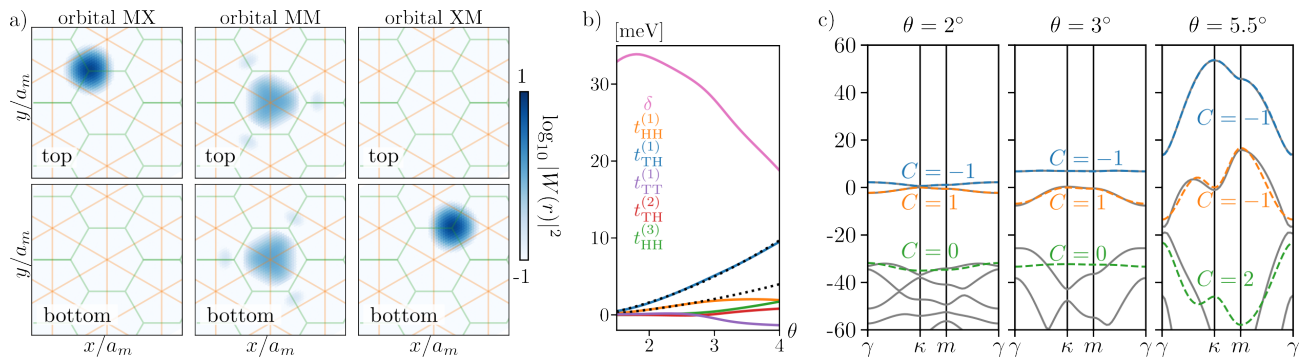 a)
orbital MX
orbital MM
orbital XM
y/a_m
top
top
top
y/a_m
bottom
bottom
bottom
x/a_m
x/a_m
x/a_m
1
-1
log₁₀ |W(r)|²
b)
[meV]
30
20
10
0
δ
t_HH^(1)
t_TH^(1)
t_TT^(1)
t_TH^(2)
t_HH^(3)
2
3
4
θ
c)
θ = 2°
θ = 3°
θ = 5.5°
60
40
20
0
-20
-40
-60
C = −1
C = 1
C = 0
C = −1
C = 1
C = 0
C = −1
C = −1
C = 2
γ κ m γ
γ κ m γ
γ κ m γ